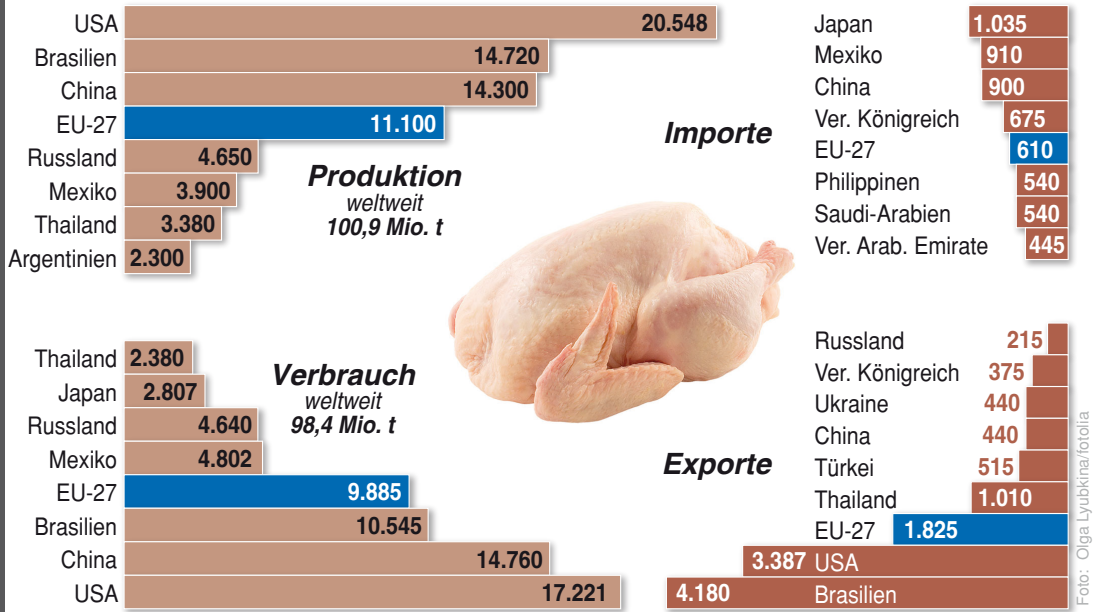 USA 20.548
Brasilien 14.720
China 14.300
EU-27 11.100
Russland 4.650
Mexiko 3.900
Thailand 3.380
Argentinien 2.300
Produktion
weltweit
100,9 Mio. t
Importe
Japan 1.035
Mexiko 910
China 900
Ver. Königreich 675
EU-27 610
Philippinen 540
Saudi-Arabien 540
Ver. Arab. Emirate 445
Thailand 2.380
Japan 2.807
Russland 4.640
Mexiko 4.802
EU-27 9.885
Brasilien 10.545
China 14.760
USA 17.221
Verbrauch
weltweit
98,4 Mio. t
Exporte
Russland 215
Ver. Königreich 375
Ukraine 440
China 440
Türkei 515
Thailand 1.010
EU-27 1.825
3.387 USA
4.180 Brasilien
Foto: Olga Lyubkina/fotolia